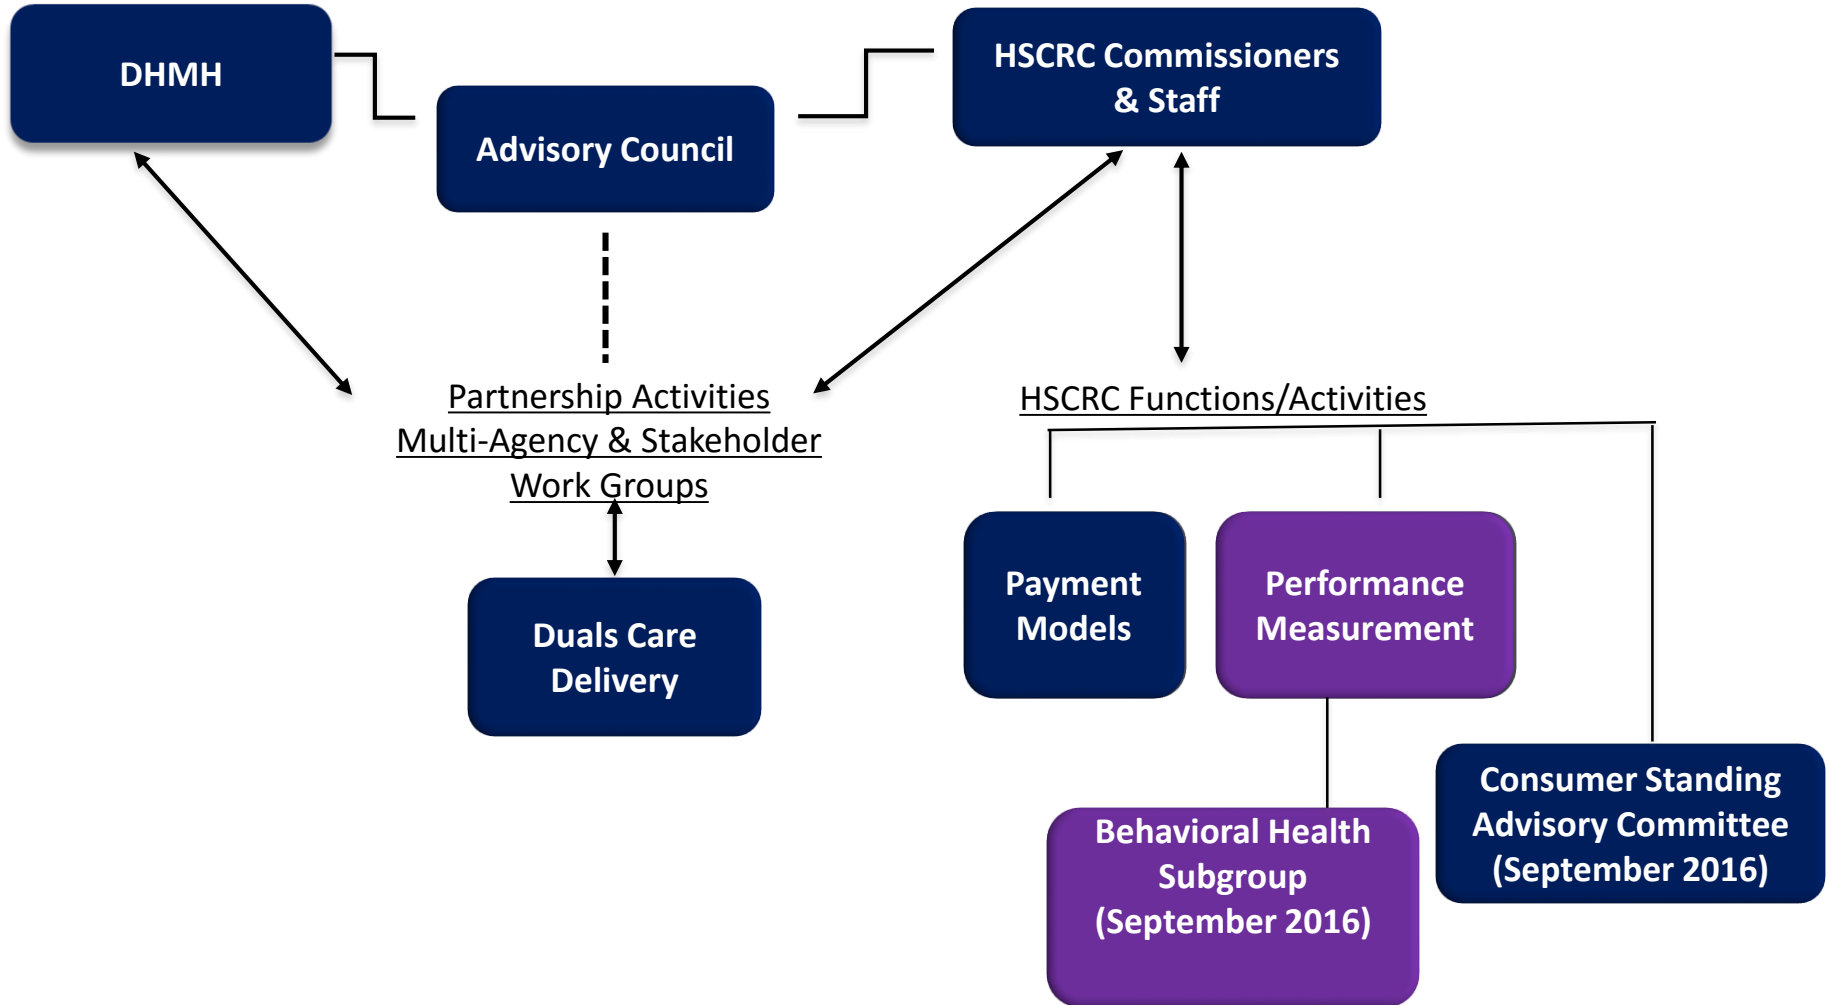 DHMH
HSCRC Commissioners
& Staff
Advisory Council
Partnership Activities
Multi-Agency & Stakeholder
Work Groups
HSCRC Functions/Activities
Duals Care
Delivery
Payment
Models
Performance
Measurement
Behavioral Health
Subgroup
(September 2016)
Consumer Standing
Advisory Committee
(September 2016)